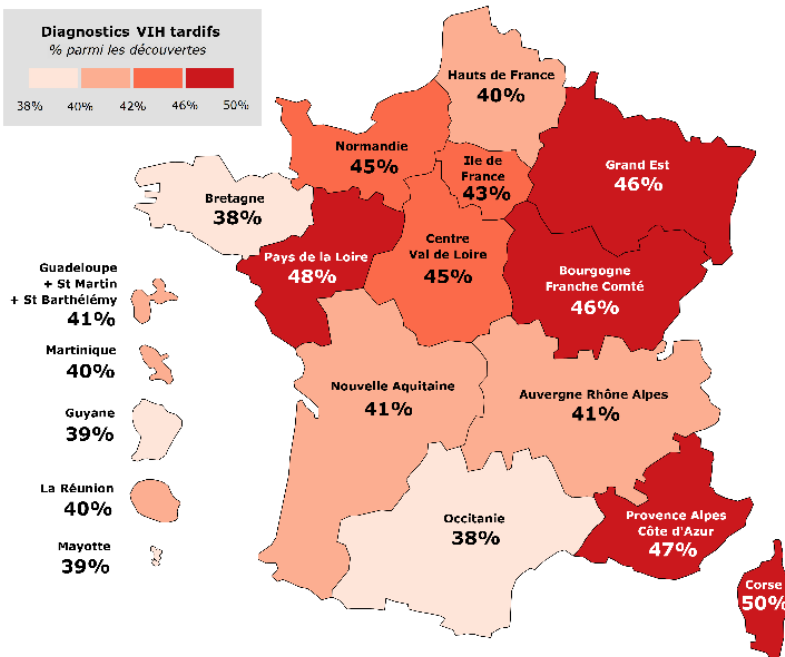 Diagnostics VIH tardifs
% parmi les découvertes
38% 40% 42% 46% 50%
Hauts de France
40%
Normandie
45%
Ile de
France
43%
Grand Est
46%
Bretagne
38%
Pays de la Loire
48%
Centre
Val de Loire
45%
Bourgogne
Franche Comté
46%
Guadeloupe
+ St Martin
+ St Barthélémy
41%
Martinique
40%
Guyane
39%
La Réunion
40%
Mayotte
39%
Nouvelle Aquitaine
41%
Auvergne Rhône Alpes
41%
Occitanie
38%
Provence Alpes
Côte d'Azur
47%
Corse
50%